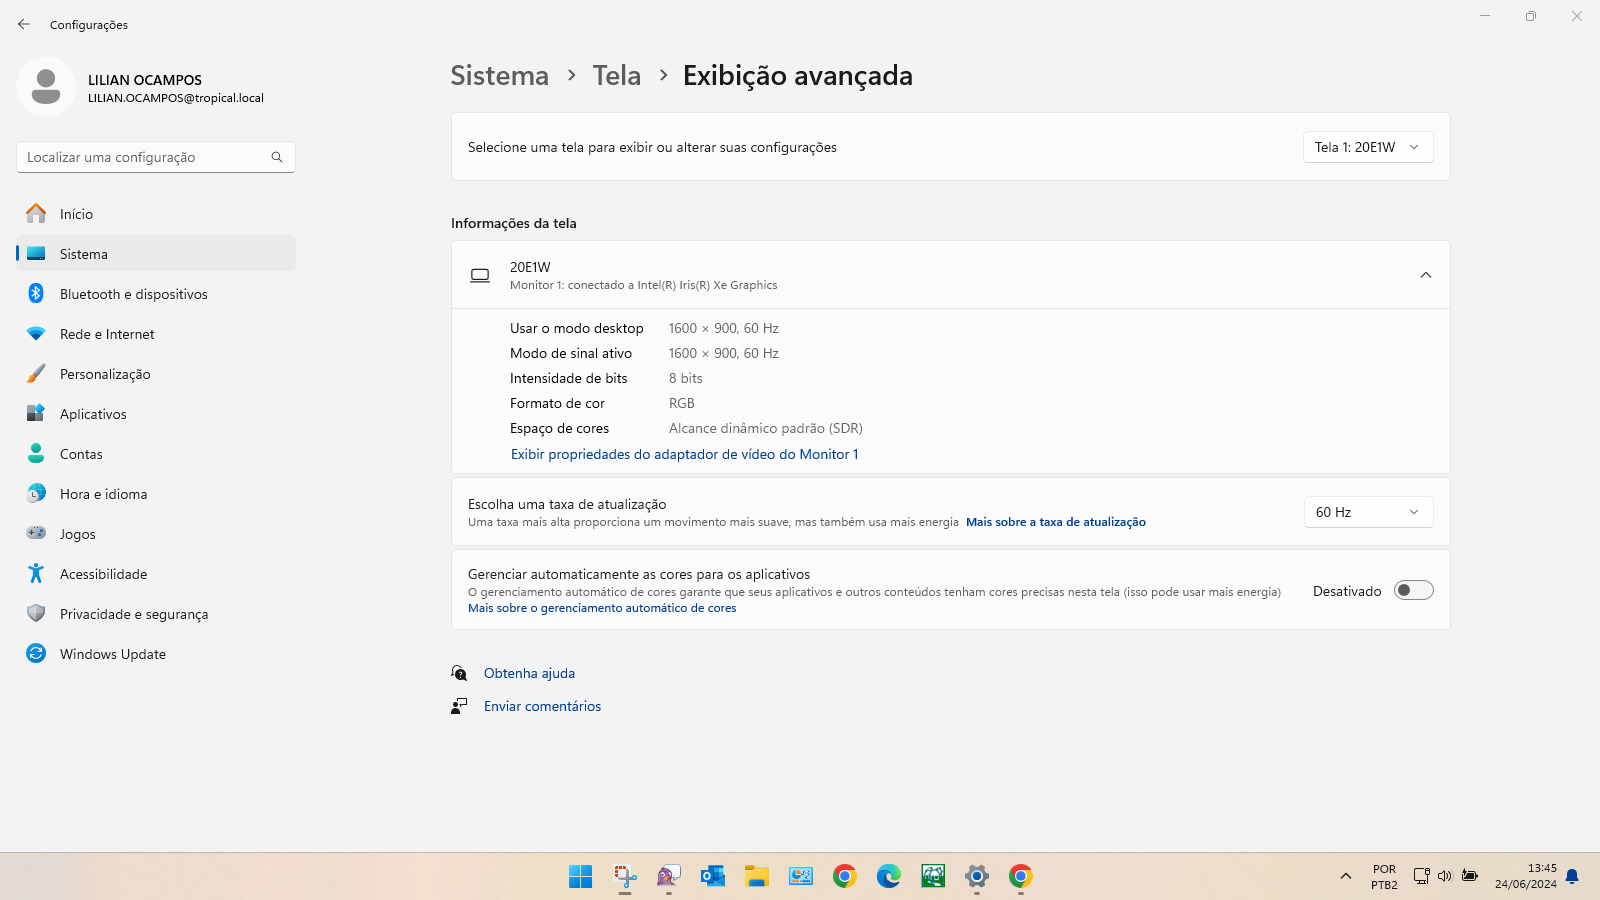 Configurações
LILIAN OCAMPOS
LILIAN.OCAMPOS@tropical.local
Localizar uma configuração
Início
Sistema
Bluetooth e dispositivos
Rede e Internet
Personalização
Aplicativos
Contas
Hora e idioma
Jogos
Acessibilidade
Privacidade e segurança
Windows Update
Sistema > Tela > Exibição avançada
Selecione uma tela para exibir ou alterar suas configurações
Tela 1: 20E1W
Informações da tela
20E1W
Monitor 1: conectado a Intel(R) Iris(R) Xe Graphics
Usar o modo desktop 1600 × 900, 60 Hz
Modo de sinal ativo 1600 × 900, 60 Hz
Intensidade de bits 8 bits
Formato de cor RGB
Espaço de cores Alcance dinâmico padrão (SDR)
Exibir propriedades do adaptador de vídeo do Monitor 1
Escolha uma taxa de atualização
Uma taxa mais alta proporciona um movimento mais suave, mas também usa mais energia Mais sobre a taxa de atualização
60 Hz
Gerenciar automaticamente as cores para os aplicativos
O gerenciamento automático de cores garante que seus aplicativos e outros conteúdos tenham cores precisas nesta tela (isso pode usar mais energia)
Mais sobre o gerenciamento automático de cores
Desativado
Obtenha ajuda
Enviar comentários
POR
PTB2
13:45
24/06/2024